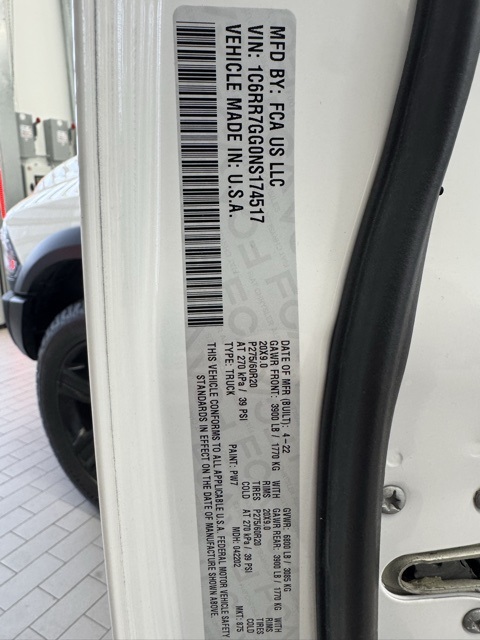 MFD BY: FCA US LLC
VIN: 1C6RR7GG0NS174517
VEHICLE MADE IN: U.S.A.
DATE OF MFR (BUILT): 4-22 GVWR: 6800 LB / 3085 KG
GAWR FRONT: 3900 LB / 1770 KG WITH GAWR REAR: 3900 LB / 1770 KG WITH
20X9.0 RIMS 20X9.0 RIMS
P275/60R20 TIRES P275/60R20 TIRES
AT 270 kPa / 39 PSI COLD AT 270 kPa / 39 PSI COLD
TYPE: TRUCK PAINT: PW7 MDH: 042202 MKT: 875
THIS VEHICLE CONFORMS TO ALL APPLICABLE U.S.A. FEDERAL MOTOR VEHICLE SAFETY
STANDARDS IN EFFECT ON THE DATE OF MANUFACTURE SHOWN ABOVE.